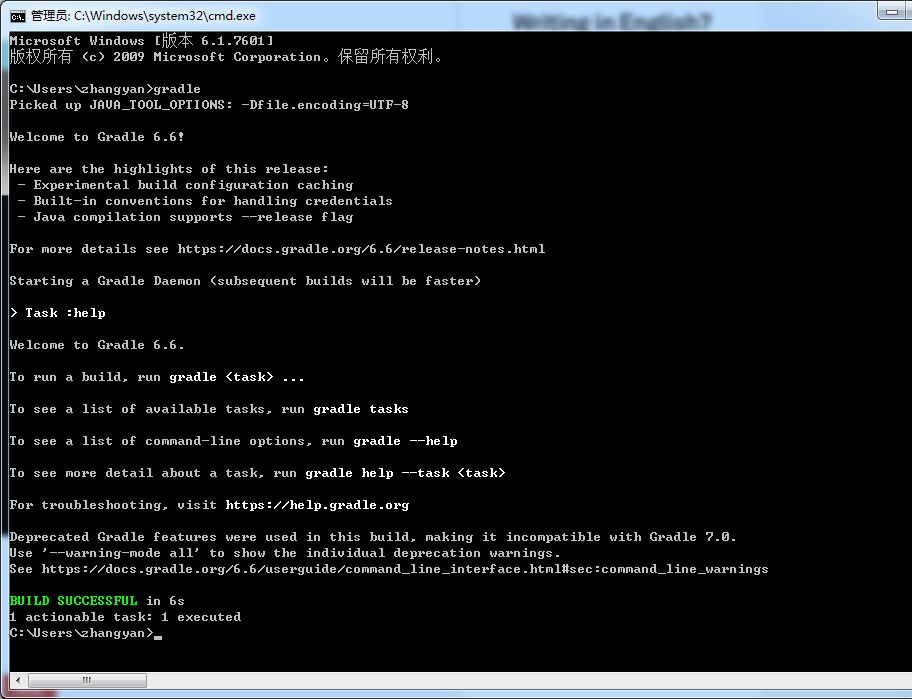 管理员: C:\Windows\system32\cmd.exe
Writing in English?
Microsoft Windows [版本 6.1.7601]
版权所有 (c) 2009 Microsoft Corporation。保留所有权利。
C:\Users\zhangyan>gradle
Picked up JAVA_TOOL_OPTIONS: -Dfile.encoding=UTF-8
Welcome to Gradle 6.6!
Here are the highlights of this release:
- Experimental build configuration caching
- Built-in conventions for handling credentials
- Java compilation supports --release flag
For more details see https://docs.gradle.org/6.6/release-notes.html
Starting a Gradle Daemon (subsequent builds will be faster)
> Task :help
Welcome to Gradle 6.6.
To run a build, run gradle <task> ...
To see a list of available tasks, run gradle tasks
To see a list of command-line options, run gradle --help
To see more detail about a task, run gradle help --task <task>
For troubleshooting, visit https://help.gradle.org
Deprecated Gradle features were used in this build, making it incompatible with Gradle 7.0.
Use '--warning-mode all' to show the individual deprecation warnings.
See https://docs.gradle.org/6.6/userguide/command_line_interface.html#sec:command_line_warnings
BUILD SUCCESSFUL in 6s
1 actionable task: 1 executed
C:\Users\zhangyan>_